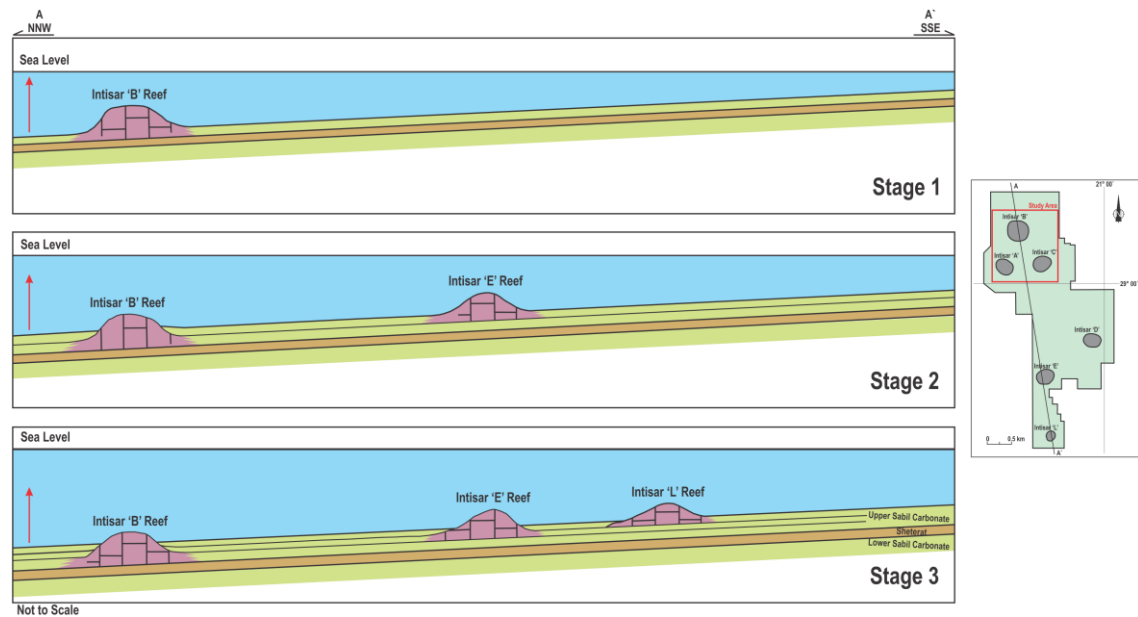 A
NNW
A`
SSE
Sea Level
Intisar ‘B’ Reef
Stage 1
Sea Level
Intisar ‘B’ Reef
Intisar ‘E’ Reef
Stage 2
Sea Level
Intisar ‘B’ Reef
Intisar ‘E’ Reef
Intisar ‘L’ Reef
Upper Sabil Carbonate
Sheterat
Lower Sabil Carbonate
Stage 3
Not to Scale
A
21° 00'
Study Area
N
Intisar ‘B’
Intisar ‘A’
Intisar ‘C’
29° 00'
Intisar ‘D’
Intisar ‘E’
Intisar ‘L’
0 0,5 km
A'